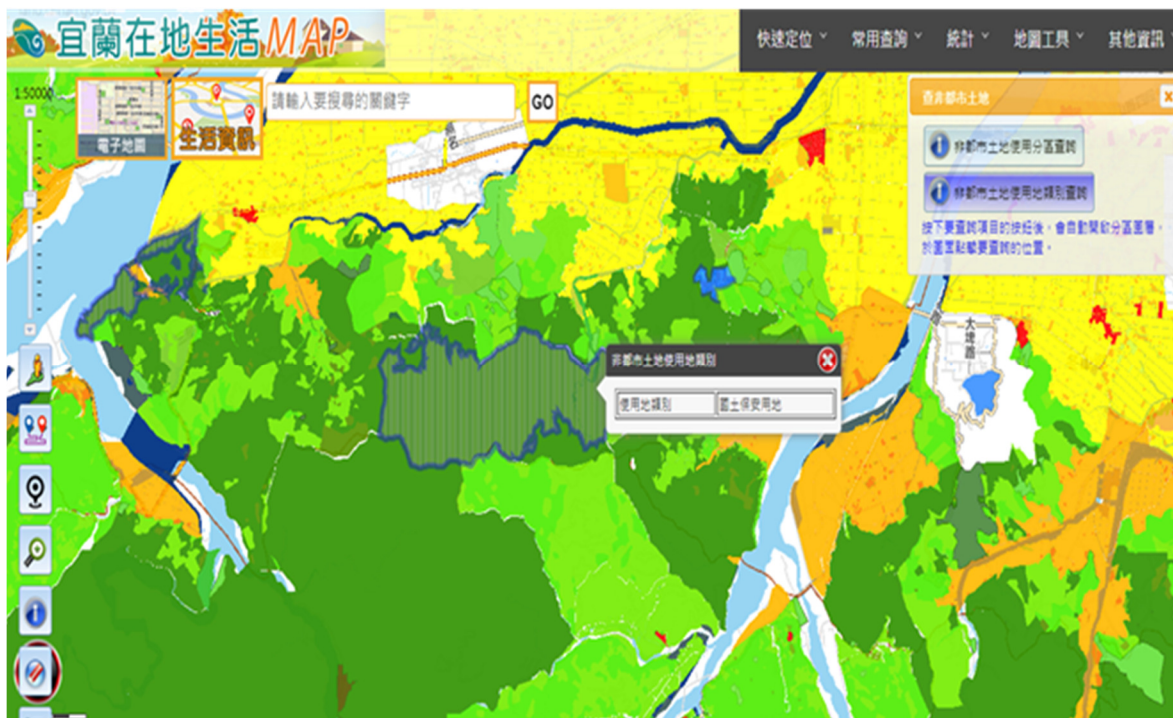 宜蘭在地生活MAP
快速定位 常用查詢 統計 地圖工具 其他資訊
1:50000
電子地圖
生活資訊
請輸入要搜尋的關鍵字
GO
查非都市土地
非都市土地使用分區查詢
非都市土地使用地類別查詢
按下要查詢項目的按鈕後，會自動開啟分區圖層，
於圖面點擊要查詢的位置。
大埤路
非都市土地使用地類別
使用地類別 國土保安用地